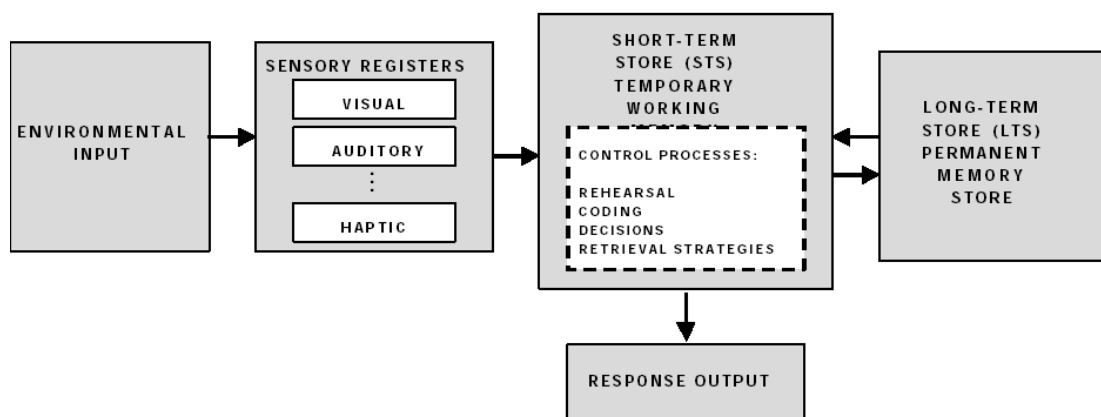 ENVIRONMENTAL
INPUT
SENSORY REGISTERS
VISUAL
AUDITORY
⋮
HAPTIC
SHORT-TERM
STORE (STS)
TEMPORARY
WORKING
CONTROL PROCESSES:
REHEARSAL
CODING
DECISIONS
RETRIEVAL STRATEGIES
LONG-TERM
STORE (LTS)
PERMANENT
MEMORY
STORE
RESPONSE OUTPUT